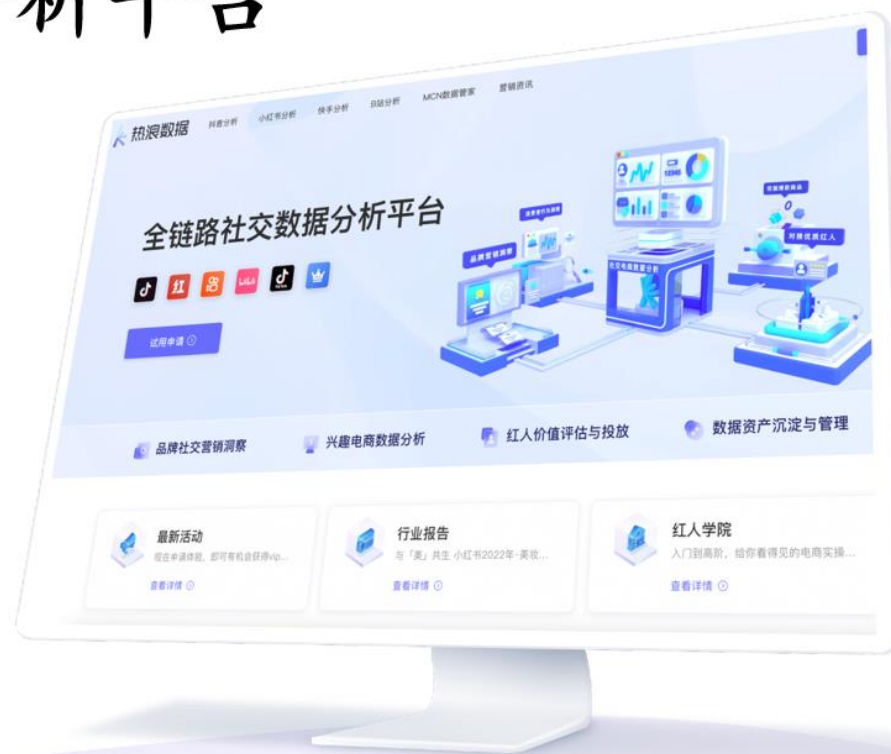 析平台
热浪数据 抖音分析 小红书分析 快手分析 B站分析 MCN数据管家 营销资讯
全链路社交数据分析平台
试用申请
品牌营销洞察
社交电商数据分析
对接优质红人
品牌社交营销洞察 兴趣电商数据分析 红人价值评估与投放 数据资产沉淀与管理
最新活动 行业报告 红人学院
现在申请体验，即可有机会获得vip... 与「美」共生 小红书2022年-美妆... 入门到高阶，给你看得见的电商实操...
查看详情 查看详情 查看详情